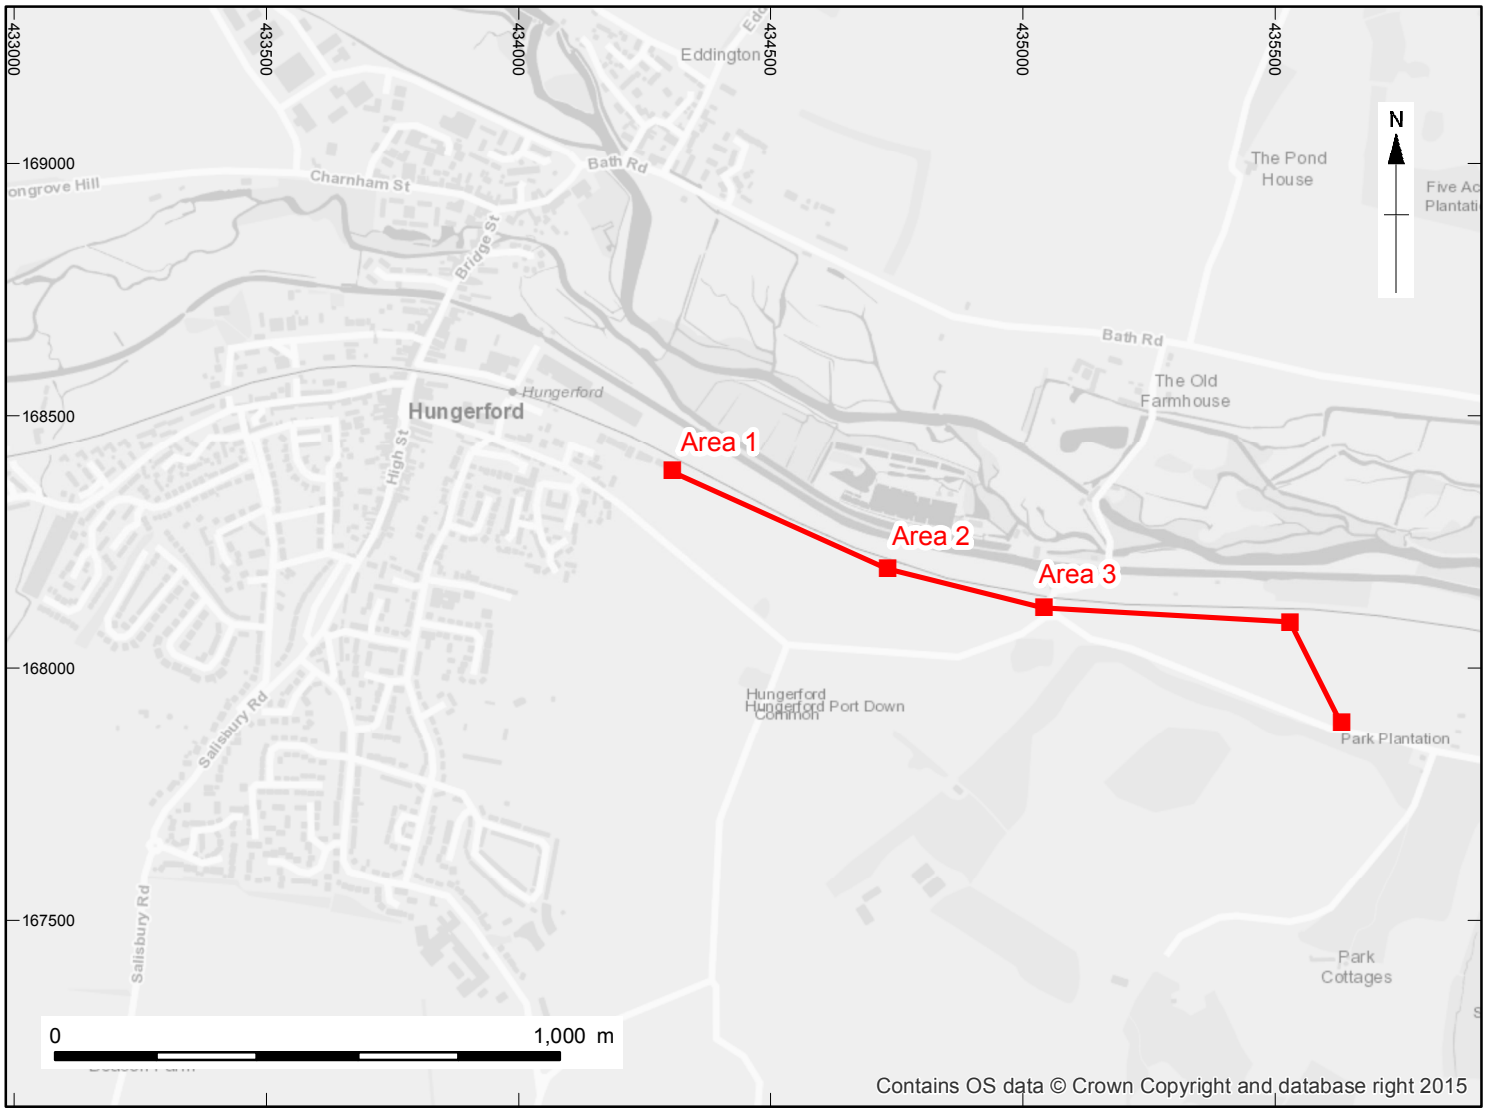 433000
433500
434000
434500
435000
435500
Eddington
N
169000
Bath Rd
The Pond
House
ongrove Hill
Charnham St
Five Ac
Plantati
Bridge St
Bath Rd
The Old
Farmhouse
Hungerford
Hungerford
168500
High St
Area 1
Area 2
Area 3
168000
Hungerford
Hungerford Port Down
Common
Salisbury Rd
Park Plantation
167500
Salisbury Rd
Park
Cottages
0 1,000 m
Contains OS data © Crown Copyright and database right 2015